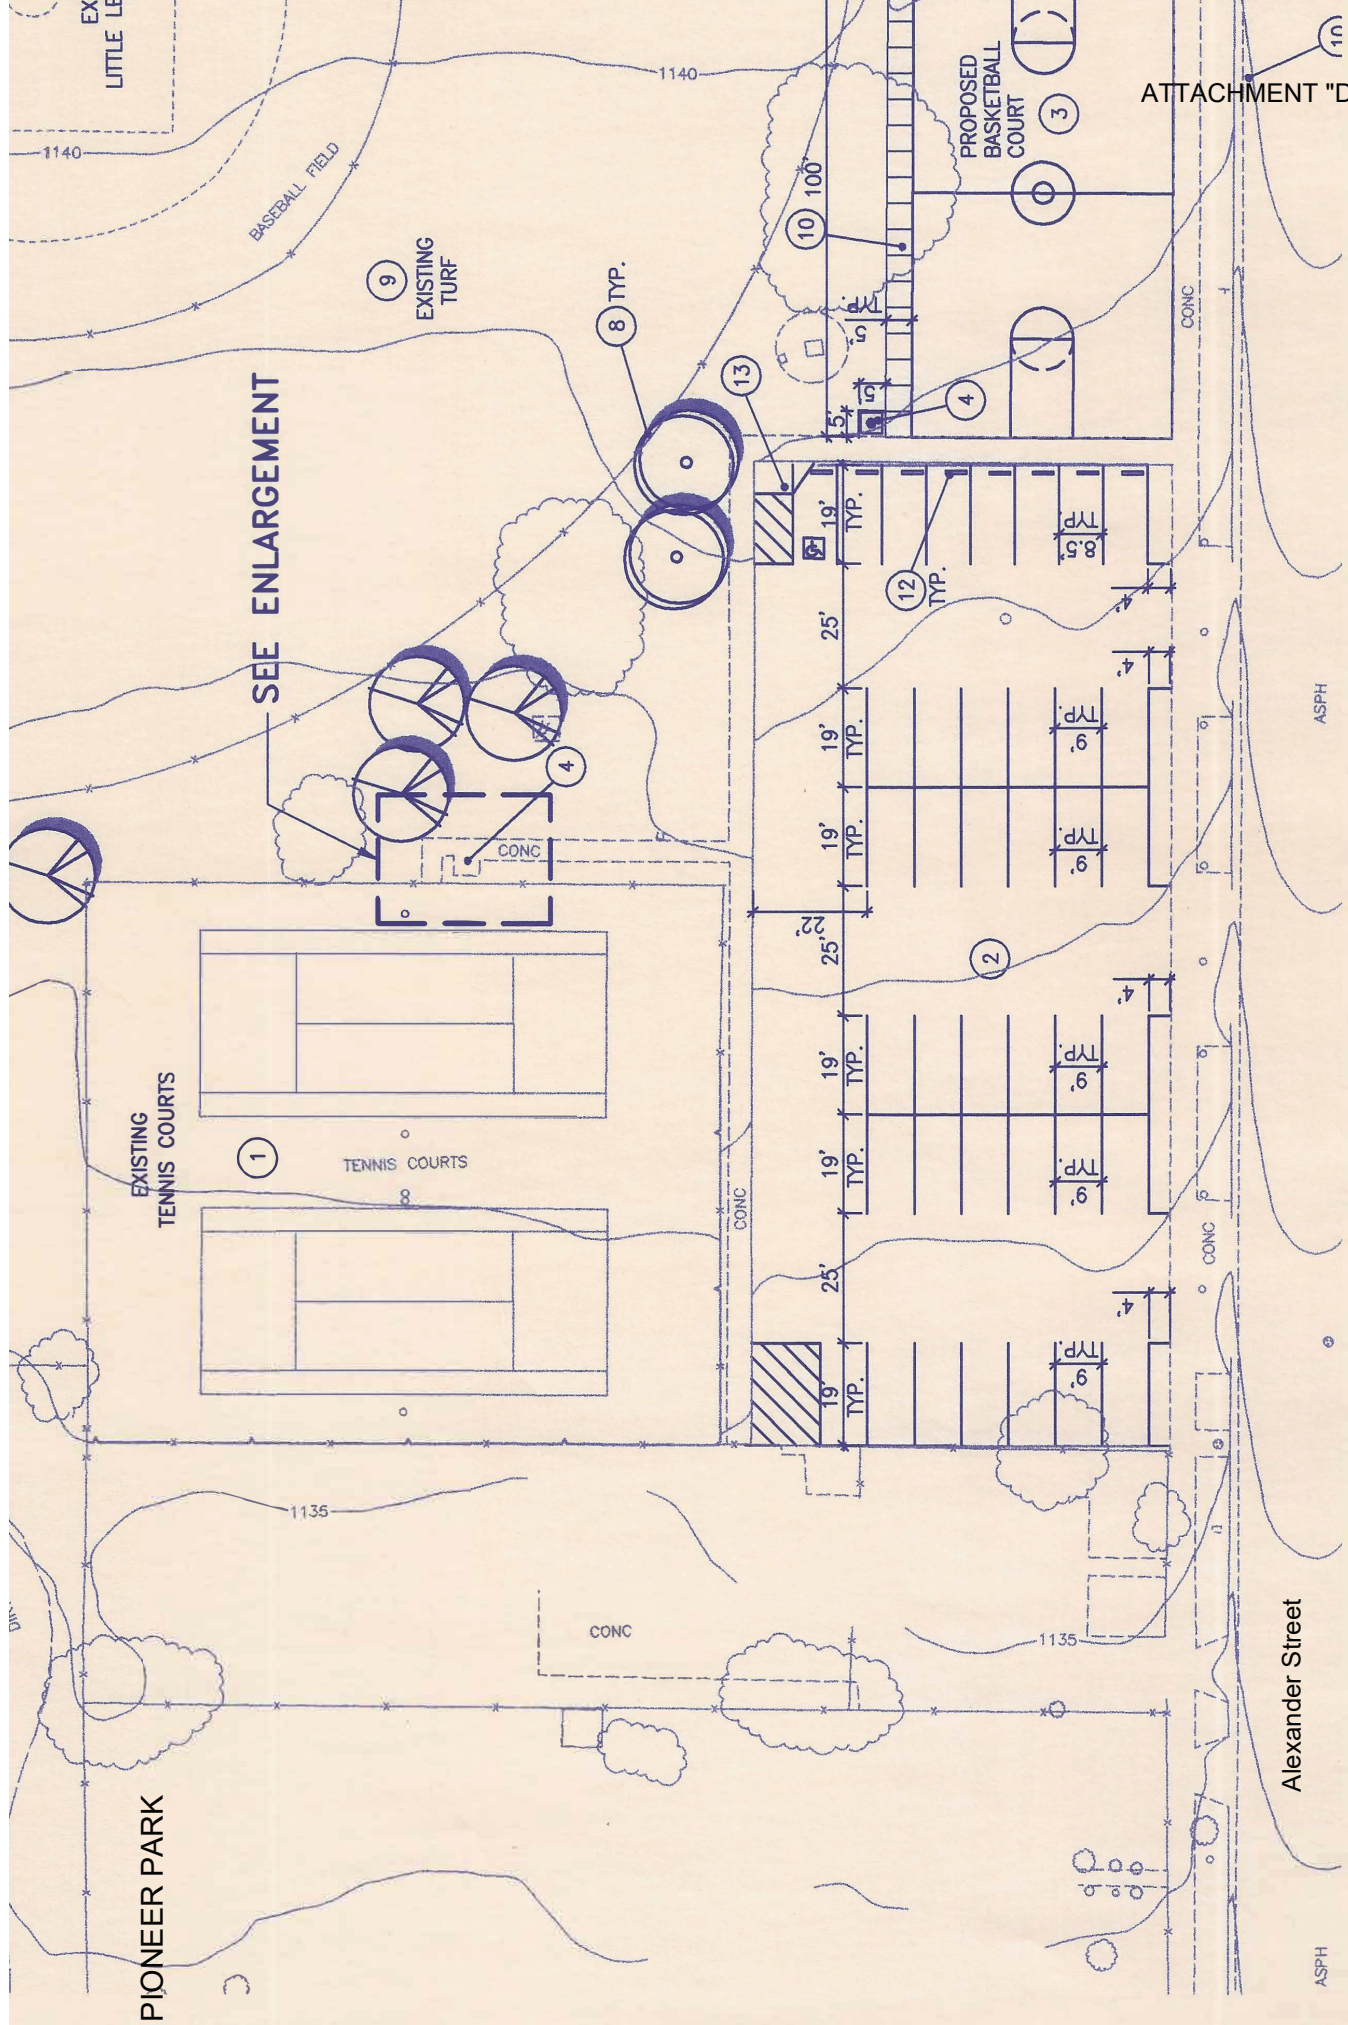 EX
LITTLE LE
1140
1140
BASEBALL FIELD
9
EXISTING
TURF
8 TYP.
SEE ENLARGEMENT
13
100'
10
5'
TYP.
5'
5'
4
PROPOSED
BASKETBALL
COURT
3
10
ATTACHMENT "D
CONC
19'
TYP.
8.5'
TYP.
12
TYP.
4'
25'
4'
19'
TYP.
9'
TYP.
19'
TYP.
9'
TYP.
4
CONC
22'
25'
2
4'
19'
TYP.
9'
TYP.
19'
TYP.
9'
TYP.
25'
4'
19'
TYP.
9'
TYP.
EXISTING
TENNIS COURTS
1
TENNIS COURTS
CONC
CONC
ASPH
1135
CONC
1135
Alexander Street
PIONEER PARK
ASPH